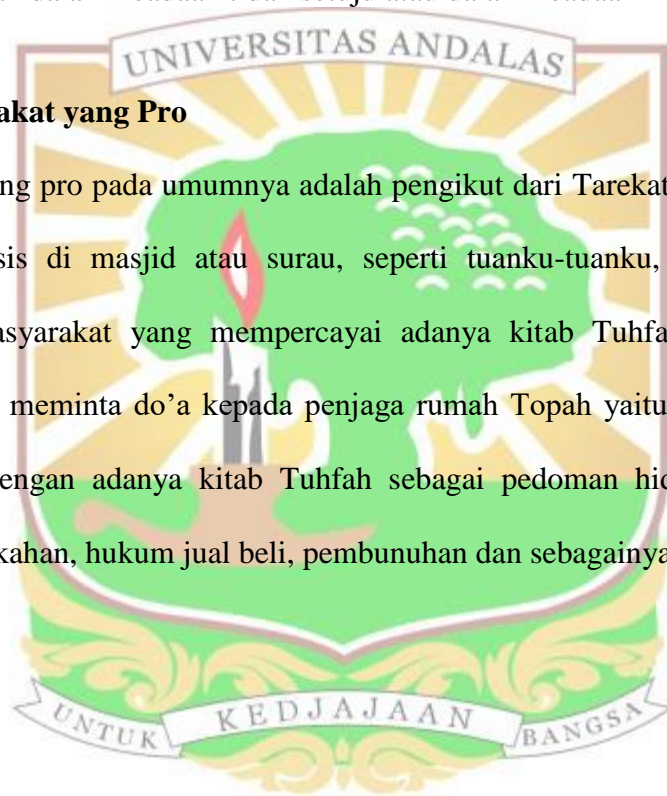 UNIVERSITAS ANDALAS
akat yang Pro
ng pro pada umumnya adalah pengikut dari Tarekat
sis di masjid atau surau, seperti tuanku-tuanku,
asyarakat yang mempercayai adanya kitab Tuhfa
meminta do’a kepada penjaga rumah Topah yaitu
engan adanya kitab Tuhfah sebagai pedoman hid
kahan, hukum jual beli, pembunuhan dan sebagainya
UNTUK KEDJAJAAN BANGSA